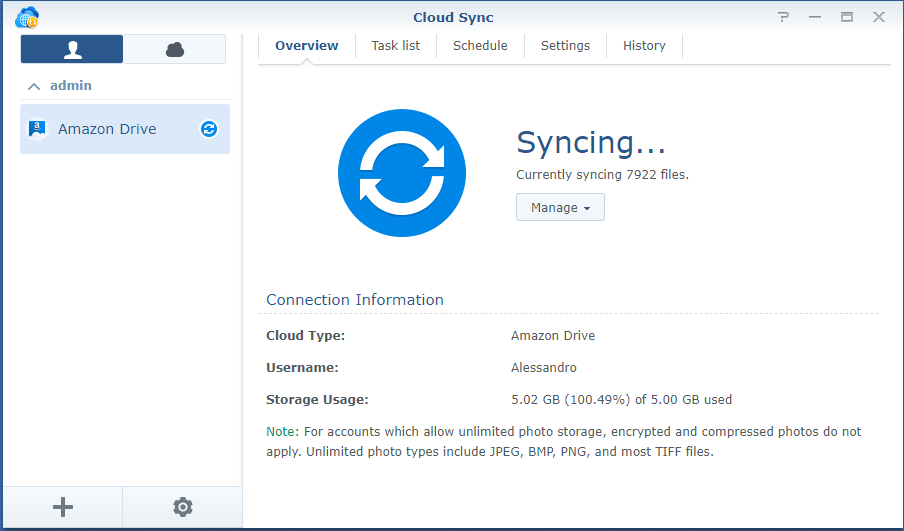 Cloud Sync
Overview Task list Schedule Settings History
admin
Amazon Drive
Syncing...
Currently syncing 7922 files.
Manage
Connection Information
Cloud Type: Amazon Drive
Username: Alessandro
Storage Usage: 5.02 GB (100.49%) of 5.00 GB used
Note: For accounts which allow unlimited photo storage, encrypted and compressed photos do not
apply. Unlimited photo types include JPEG, BMP, PNG, and most TIFF files.